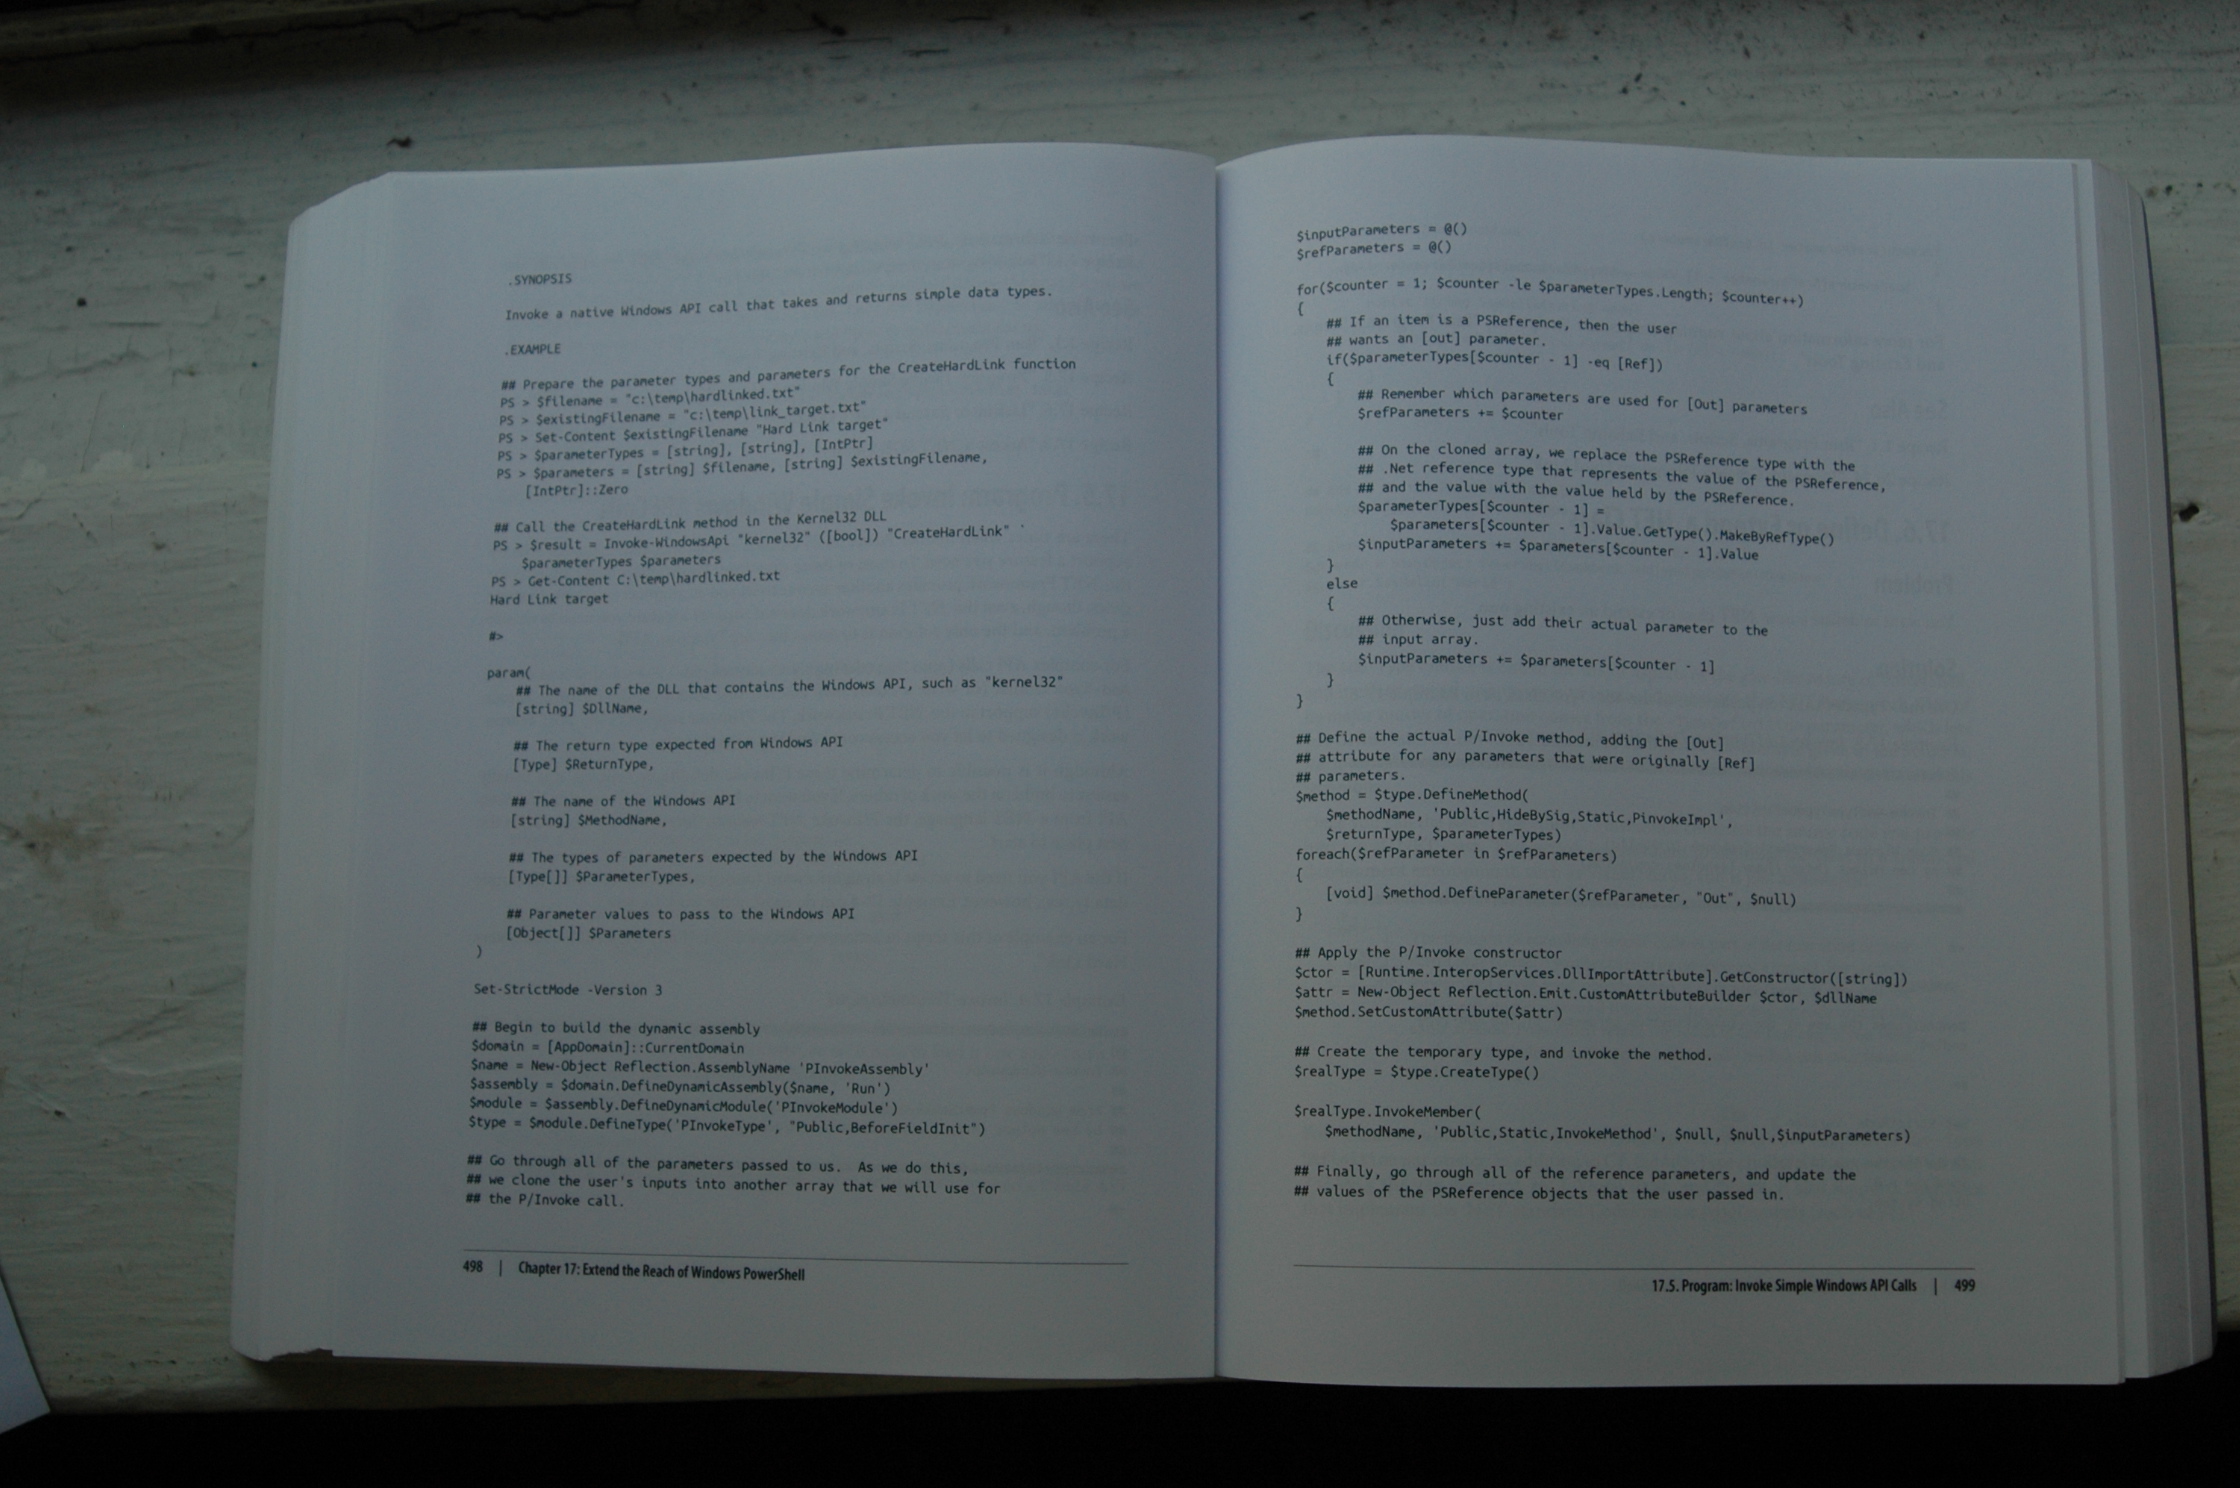 .SYNOPSIS
Invoke a native Windows API call that takes and returns simple data types.
.EXAMPLE
## Prepare the parameter types and parameters for the CreateHardLink function
PS > $filename = "c:\temp\hardlinked.txt"
PS > $existingFilename = "c:\temp\link_target.txt"
PS > Set-Content $existingFilename "Hard Link target"
PS > $parameterTypes = [string], [string], [IntPtr]
PS > $parameters = [string] $filename, [string] $existingFilename,
    [IntPtr]::Zero
## Call the CreateHardLink method in the Kernel32 DLL
PS > $result = Invoke-WindowsApi "kernel32" ([bool]) "CreateHardLink" `
    $parameterTypes $parameters
PS > Get-Content C:\temp\hardlinked.txt
Hard Link target
#>
param(
    ## The name of the DLL that contains the Windows API, such as "kernel32"
    [string] $DllName,
    ## The return type expected from Windows API
    [Type] $ReturnType,
    ## The name of the Windows API
    [string] $MethodName,
    ## The types of parameters expected by the Windows API
    [Type[]] $ParameterTypes,
    ## Parameter values to pass to the Windows API
    [Object[]] $Parameters
)
Set-StrictMode -Version 3
## Begin to build the dynamic assembly
$domain = [AppDomain]::CurrentDomain
$name = New-Object Reflection.AssemblyName 'PInvokeAssembly'
$assembly = $domain.DefineDynamicAssembly($name, 'Run')
$module = $assembly.DefineDynamicModule('PInvokeModule')
$type = $module.DefineType('PInvokeType', "Public,BeforeFieldInit")
## Go through all of the parameters passed to us.  As we do this,
## we clone the user's inputs into another array that we will use for
## the P/Invoke call.
498 | Chapter 17: Extend the Reach of Windows PowerShell
$inputParameters = @()
$refParameters = @()
for($counter = 1; $counter -le $parameterTypes.Length; $counter++)
{
    ## If an item is a PSReference, then the user
    ## wants an [out] parameter.
    if($parameterTypes[$counter - 1] -eq [Ref])
    {
        ## Remember which parameters are used for [Out] parameters
        $refParameters += $counter
        ## On the cloned array, we replace the PSReference type with the
        ## .Net reference type that represents the value of the PSReference,
        ## and the value with the value held by the PSReference.
        $parameterTypes[$counter - 1] =
            $parameters[$counter - 1].Value.GetType().MakeByRefType()
        $inputParameters += $parameters[$counter - 1].Value
    }
    else
    {
        ## Otherwise, just add their actual parameter to the
        ## input array.
        $inputParameters += $parameters[$counter - 1]
    }
}
## Define the actual P/Invoke method, adding the [Out]
## attribute for any parameters that were originally [Ref]
## parameters.
$method = $type.DefineMethod(
    $methodName, 'Public,HideBySig,Static,PinvokeImpl',
    $returnType, $parameterTypes)
foreach($refParameter in $refParameters)
{
    [void] $method.DefineParameter($refParameter, "Out", $null)
}
## Apply the P/Invoke constructor
$ctor = [Runtime.InteropServices.DllImportAttribute].GetConstructor([string])
$attr = New-Object Reflection.Emit.CustomAttributeBuilder $ctor, $dllName
$method.SetCustomAttribute($attr)
## Create the temporary type, and invoke the method.
$realType = $type.CreateType()
$realType.InvokeMember(
    $methodName, 'Public,Static,InvokeMethod', $null, $null,$inputParameters)
## Finally, go through all of the reference parameters, and update the
## values of the PSReference objects that the user passed in.
17.5. Program: Invoke Simple Windows API Calls | 499